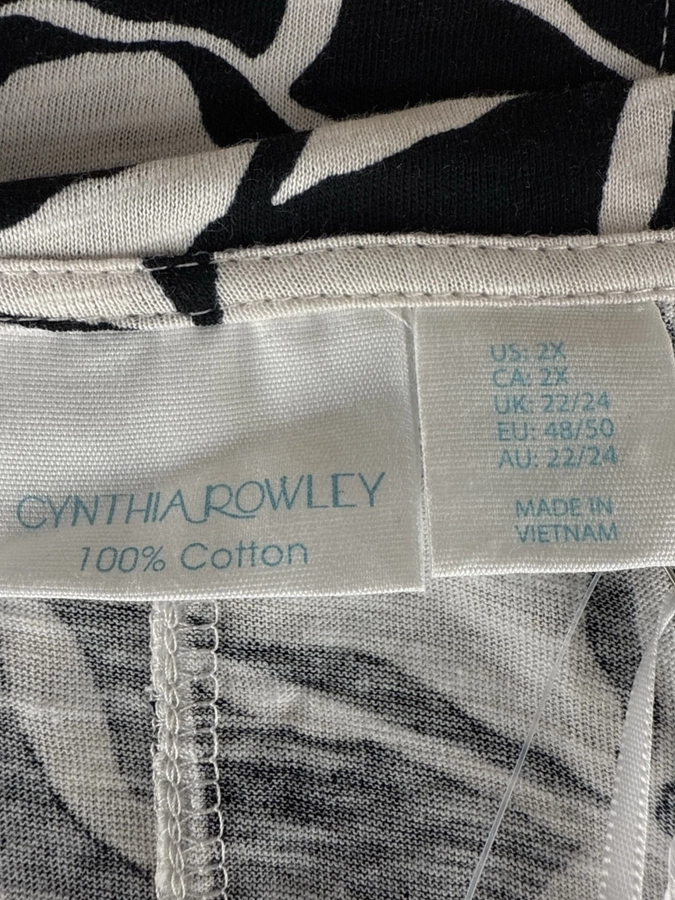 CYNTHIA ROWLEY
100% Cotton
US: 2X
CA: 2X
UK: 22/24
EU: 48/50
AU: 22/24
MADE IN
VIETNAM